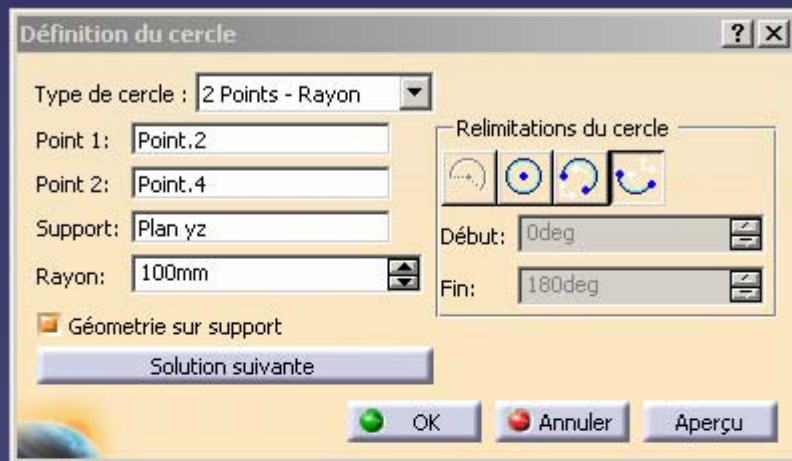 Définition du cercle
Type de cercle : 2 Points - Rayon
Point 1: Point.2
Point 2: Point.4
Support: Plan yz
Rayon: 100mm
Géometrie sur support
Solution suivante
Relimitations du cercle
Début: 0deg
Fin: 180deg
OK
Annuler
Aperçu